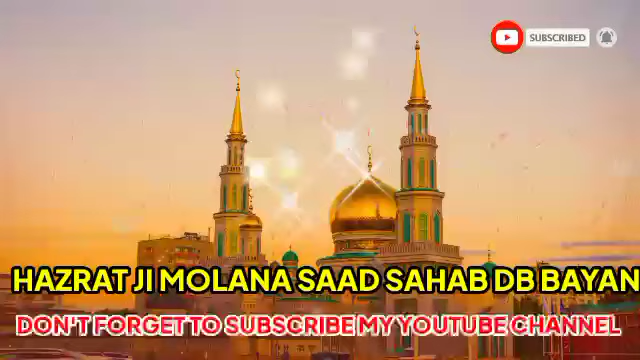 SUBSCRIBED
HAZRAT JI MOLANA SAAD SAHAB DB BAYAN
DON'T FORGET TO SUBSCRIBE MY YOUTUBE CHANNEL